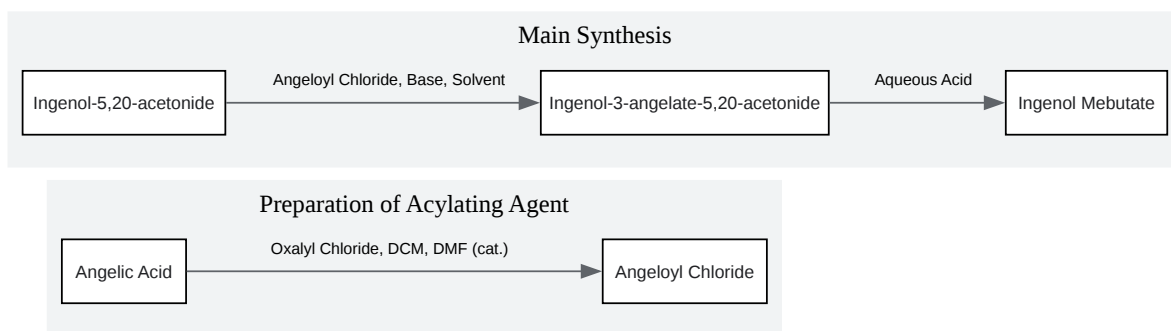 Main Synthesis
Ingenol-5,20-acetonide
Angeloyl Chloride, Base, Solvent
Ingenol-3-angelate-5,20-acetonide
Aqueous Acid
Ingenol Mebutate
Preparation of Acylating Agent
Angelic Acid
Oxalyl Chloride, DCM, DMF (cat.)
Angeloyl Chloride